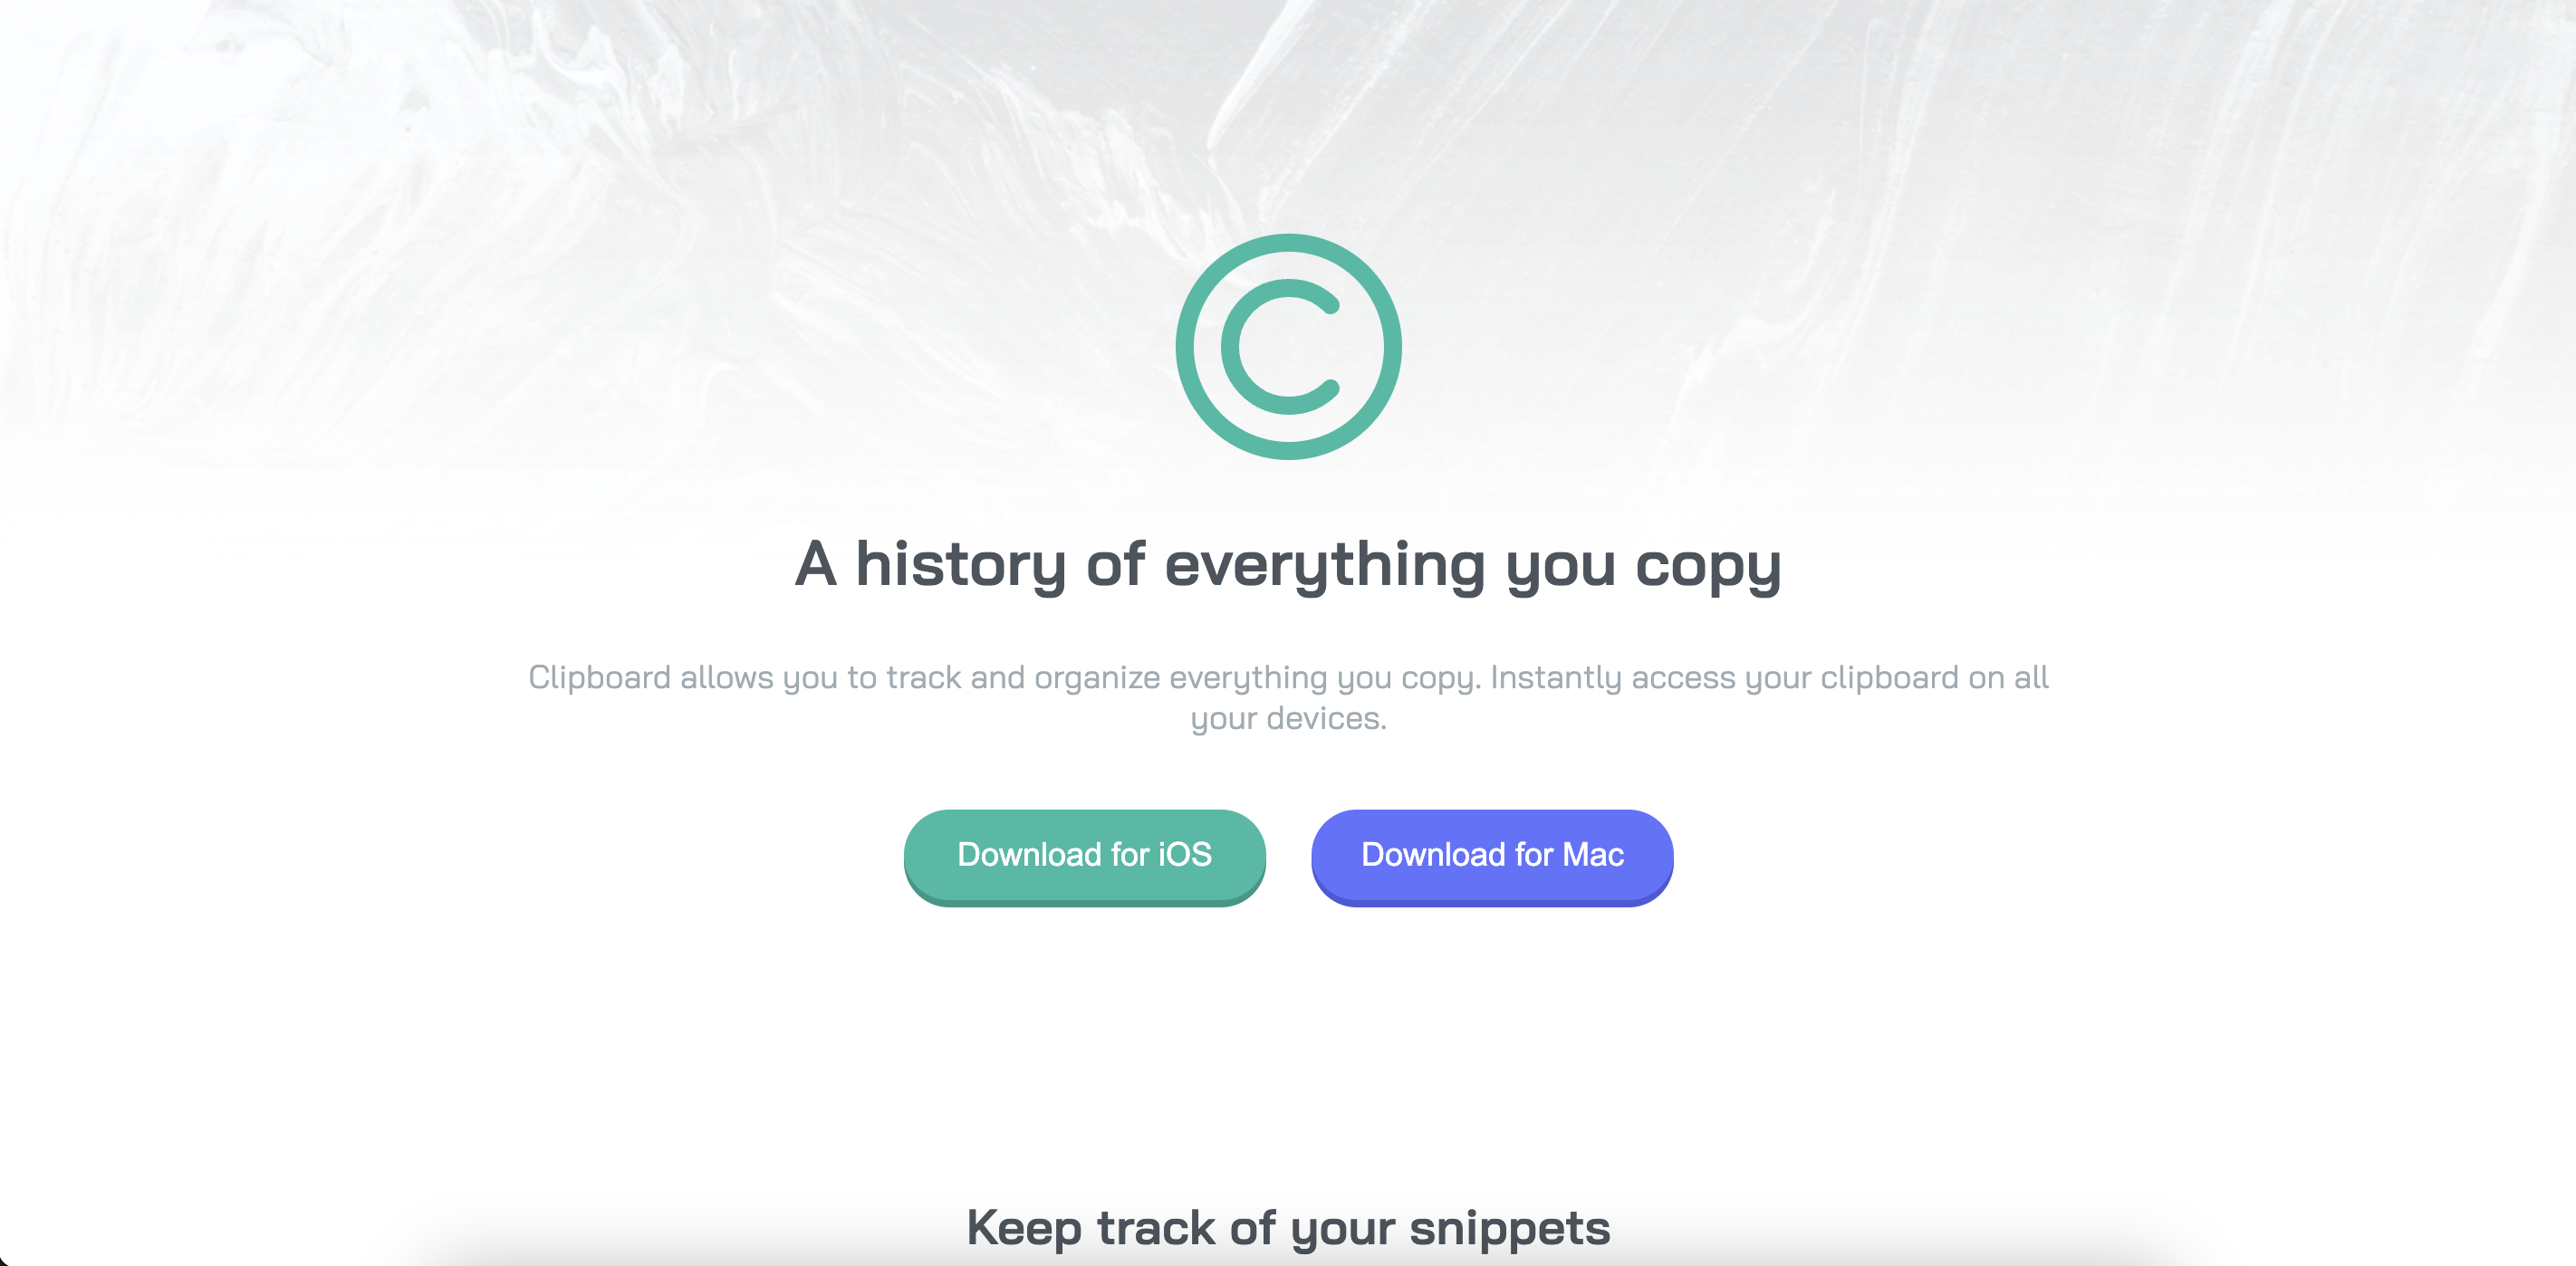 C
A history of everything you copy
Clipboard allows you to track and organize everything you copy. Instantly access your clipboard on all
your devices.
Download for iOS
Download for Mac
Keep track of your snippets